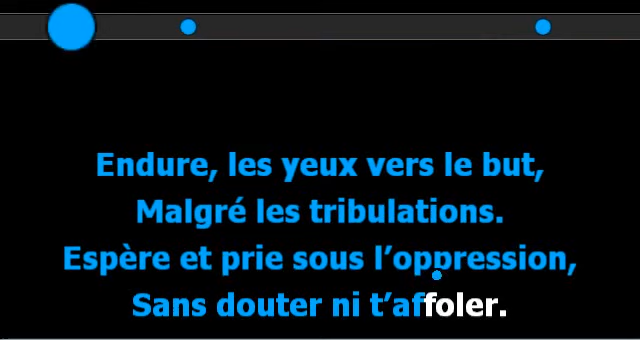 Endure, les yeux vers le but,
Malgré les tribulations.
Espère et prie sous l’oppression,
Sans douter ni t’affoler.